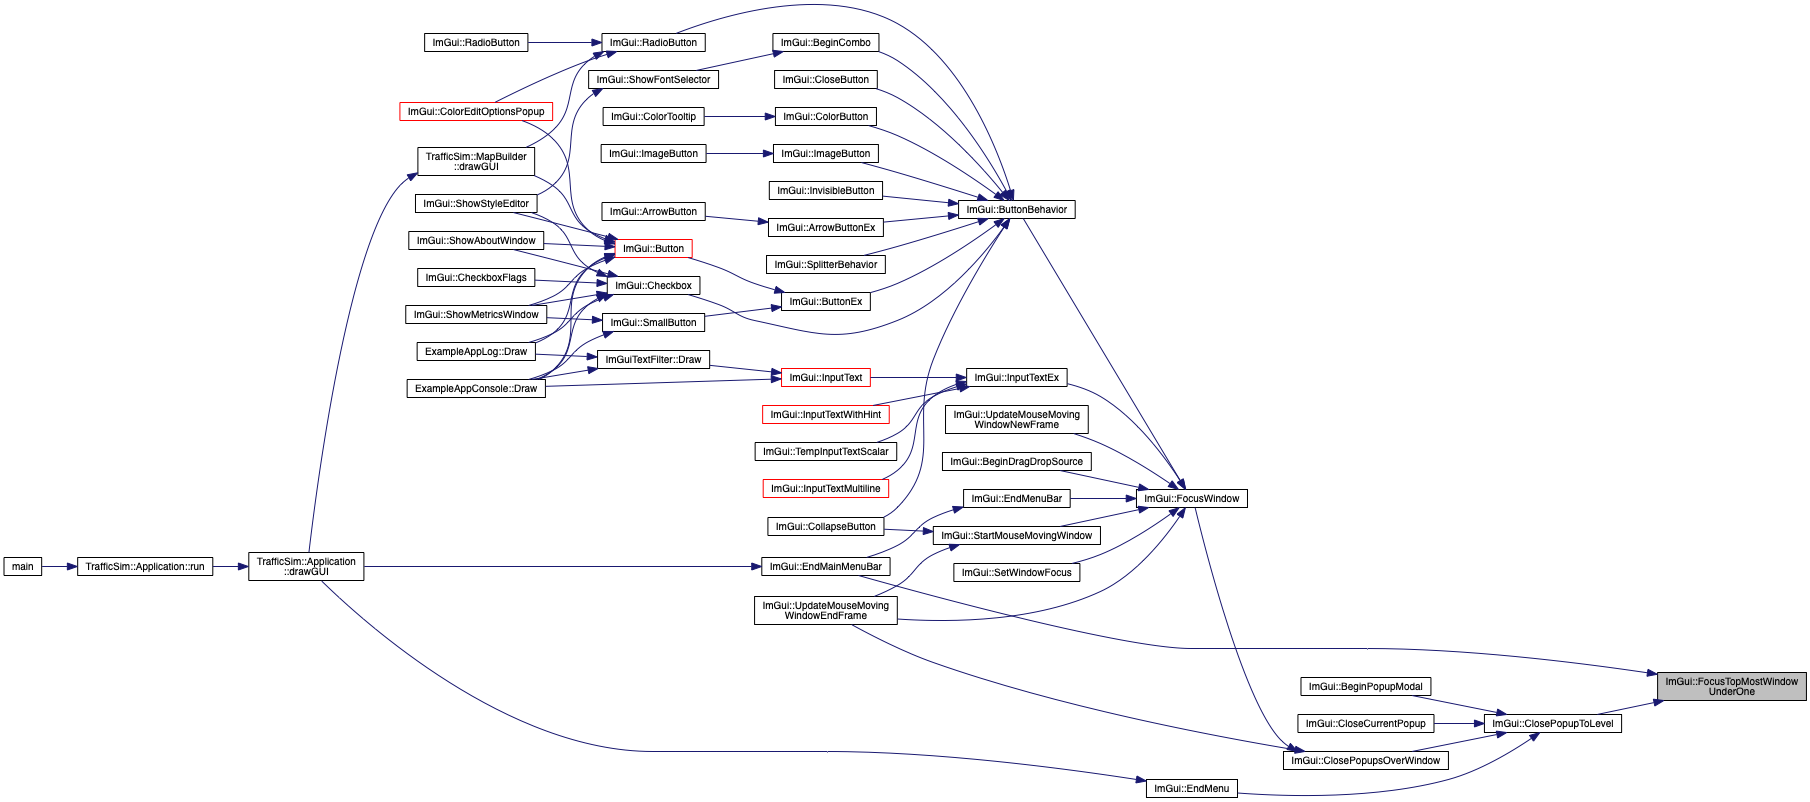 ImGui::RadioButton
ImGui::RadioButton
ImGui::BeginCombo
ImGui::ShowFontSelector
ImGui::CloseButton
ImGui::ColorEditOptionsPopup
ImGui::ColorTooltip
ImGui::ColorButton
TrafficSim::MapBuilder
::drawGUI
ImGui::ImageButton
ImGui::ImageButton
ImGui::InvisibleButton
ImGui::ShowStyleEditor
ImGui::ArrowButton
ImGui::ButtonBehavior
ImGui::ArrowButtonEx
ImGui::ShowAboutWindow
ImGui::Button
ImGui::SplitterBehavior
ImGui::CheckboxFlags
ImGui::Checkbox
ImGui::ButtonEx
ImGui::ShowMetricsWindow
ImGui::SmallButton
ExampleAppLog::Draw
ImGuiTextFilter::Draw
ImGui::InputText
ImGui::InputTextEx
ExampleAppConsole::Draw
ImGui::InputTextWithHint
ImGui::UpdateMouseMoving
WindowNewFrame
ImGui::TempInputTextScalar
ImGui::BeginDragDropSource
ImGui::InputTextMultiline
ImGui::EndMenuBar
ImGui::FocusWindow
ImGui::CollapseButton
ImGui::StartMouseMovingWindow
main
TrafficSim::Application::run
TrafficSim::Application
::drawGUI
ImGui::EndMainMenuBar
ImGui::SetWindowFocus
ImGui::UpdateMouseMoving
WindowEndFrame
ImGui::FocusTopMostWindow
UnderOne
ImGui::BeginPopupModal
ImGui::CloseCurrentPopup
ImGui::ClosePopupToLevel
ImGui::ClosePopupsOverWindow
ImGui::EndMenu